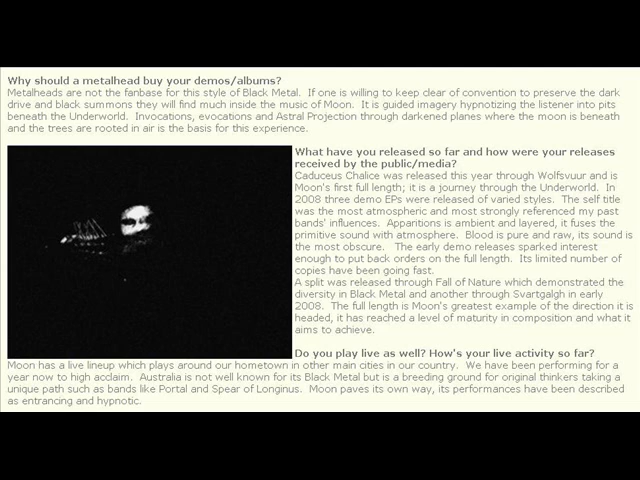 Why should a metalhead buy your demos/albums?
Metalheads are not the fanbase for this style of Black Metal.  If one is willing to keep clear of convention to preserve the dark
drive and black summons they will find much inside the music of Moon.  It is guided imagery hypnotizing the listener into pits
beneath the Underworld.  Invocations, evocations and Astral Projection through darkened planes where the moon is beneath
and the trees are rooted in air is the basis for this experience.
What have you released so far and how were your releases
received by the public/media?
Caduceus Chalice was released this year through Wolfsvuur and is
Moon's first full length; it is a journey through the Underworld.  In
2008 three demo EPs were released of varied styles.  The self title
was the most atmospheric and most strongly referenced my past
bands' influences.  Apparitions is ambient and layered, it fuses the
primitive sound with atmosphere.  Blood is pure and raw, its sound is
the most obscure.   The early demo releases sparked interest
enough to put back orders on the full length.  Its limited number of
copies have been going fast.
A split was released through Fall of Nature which demonstrated the
diversity in Black Metal and another through Svartgalgh in early
2008.  The full length is Moon's greatest example of the direction it is
headed, it has reached a level of maturity in composition and what it
aims to achieve.
Do you play live as well? How's your live activity so far?
Moon has a live lineup which plays around our hometown in other main cities in our country.  We have been performing for a
year now to high acclaim.  Australia is not well known for its Black Metal but is a breeding ground for original thinkers taking a
unique path such as bands like Portal and Spear of Longinus.  Moon paves its own way, its performances have been described
as entrancing and hypnotic.